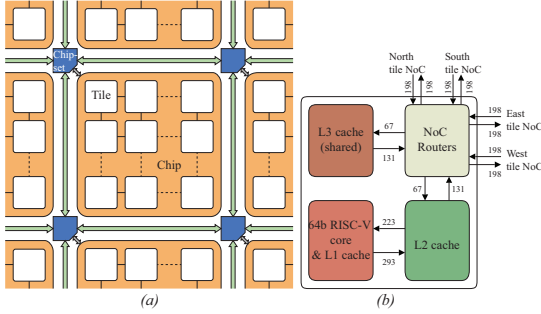 Chip-
set
Tile
Chip
(a)
North
tile NoC
South
tile NoC
198
198
198
198
L3 cache
(shared)
67
131
NoC
Routers
198
East
tile NoC
198
198
West
tile NoC
198
67
131
64b RISC-V
core
& L1 cache
223
293
L2 cache
(b)